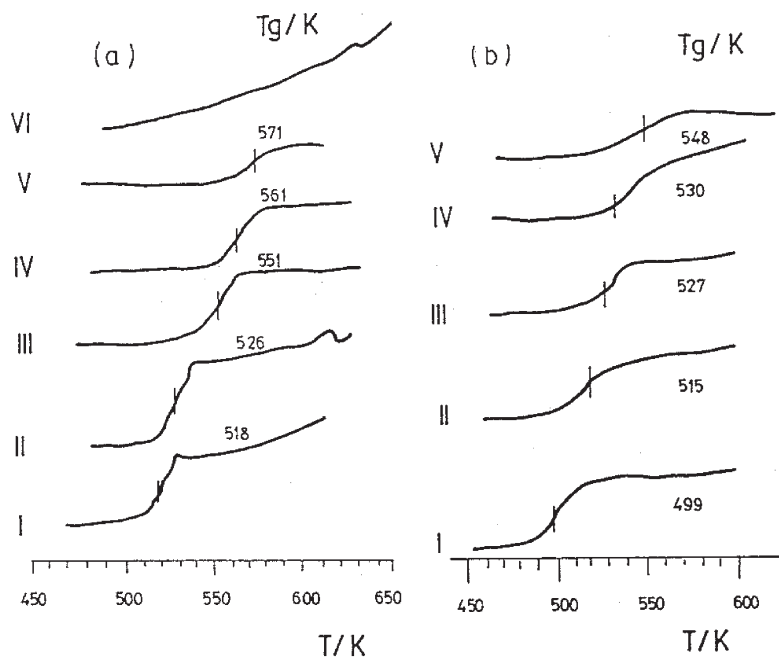 (a)
Tg/K
VI
571
V
561
IV
551
III
526
II
518
I
450 500 550 600 650
T/K
(b)
Tg/K
V
548
IV
530
III
527
II
515
I
499
450 500 550 600
T/K